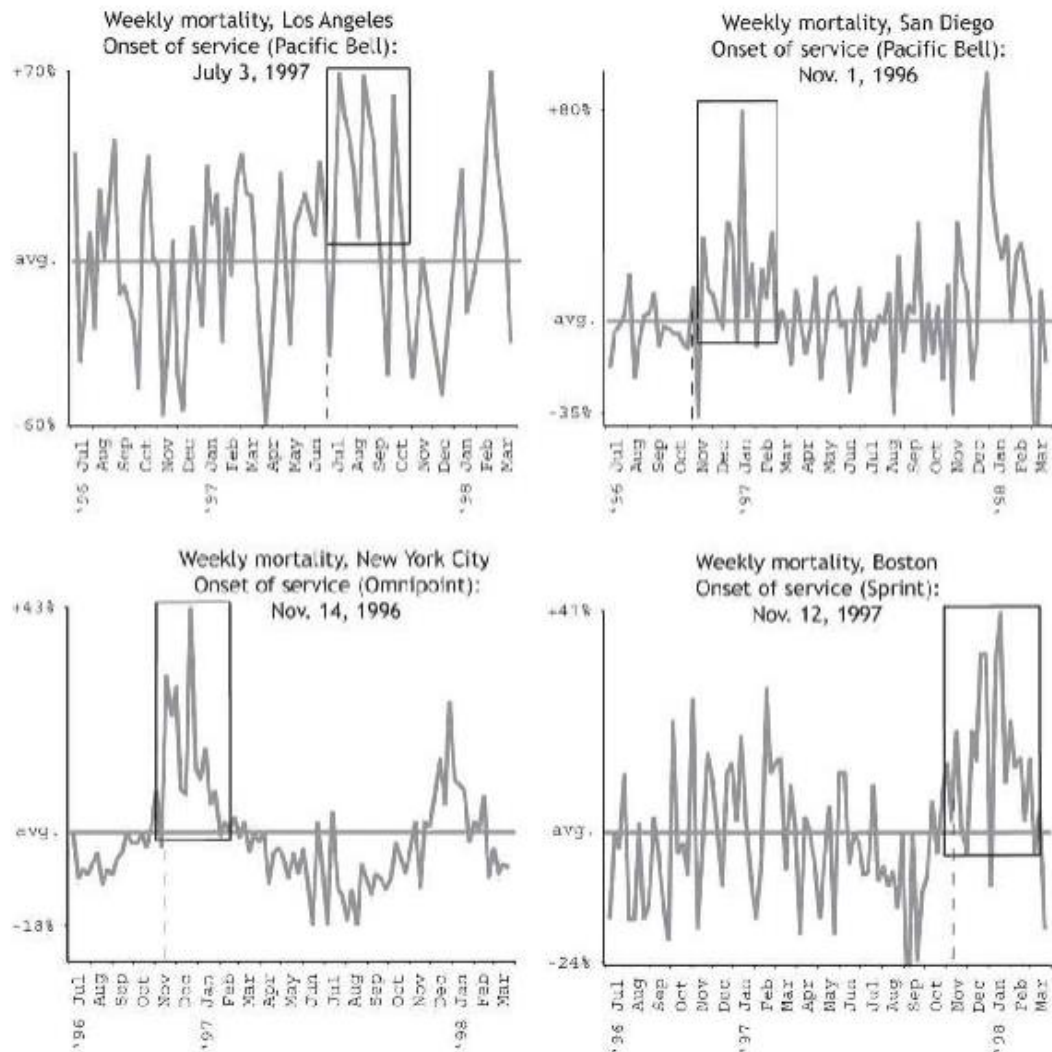 Weekly mortality, Los Angeles
Onset of service (Pacific Bell):
July 3, 1997
+70%
avg.
-60%
Jul
Aug
Sep
Oct
Nov
Dec
Jan
Feb
Mar
Apr
May
Jun
Jul
Aug
Sep
Oct
Nov
Dec
Jan
Feb
Mar
'96
'97
'98
Weekly mortality, San Diego
Onset of service (Pacific Bell):
Nov. 1, 1996
+80%
avg.
-35%
Jul
Aug
Sep
Oct
Nov
Dec
Jan
Feb
Mar
Apr
May
Jun
Jul
Aug
Sep
Oct
Nov
Dec
Jan
Feb
Mar
'96
'97
'98
Weekly mortality, New York City
Onset of service (Omnipoint):
Nov. 14, 1996
+43%
avg.
-18%
Jul
Aug
Sep
Oct
Nov
Dec
Jan
Feb
Mar
Apr
May
Jun
Jul
Aug
Sep
Oct
Nov
Dec
Jan
Feb
Mar
'96
'97
'98
Weekly mortality, Boston
Onset of service (Sprint):
Nov. 12, 1997
+41%
avg.
-24%
Jul
Aug
Sep
Oct
Nov
Dec
Jan
Feb
Mar
Apr
May
Jun
Jul
Aug
Sep
Oct
Nov
Dec
Jan
Feb
Mar
'96
'97
'98